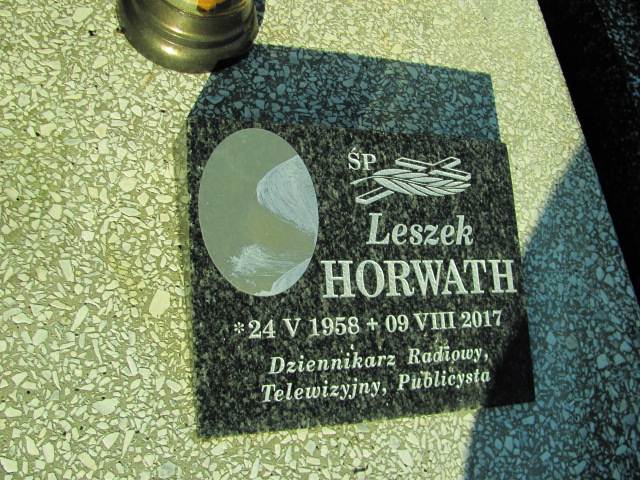 ŚP
Leszek
HORWATH
* 24 V 1958 + 09 VIII 2017
Dziennikarz Radiowy,
Telewizyjny, Publicysta